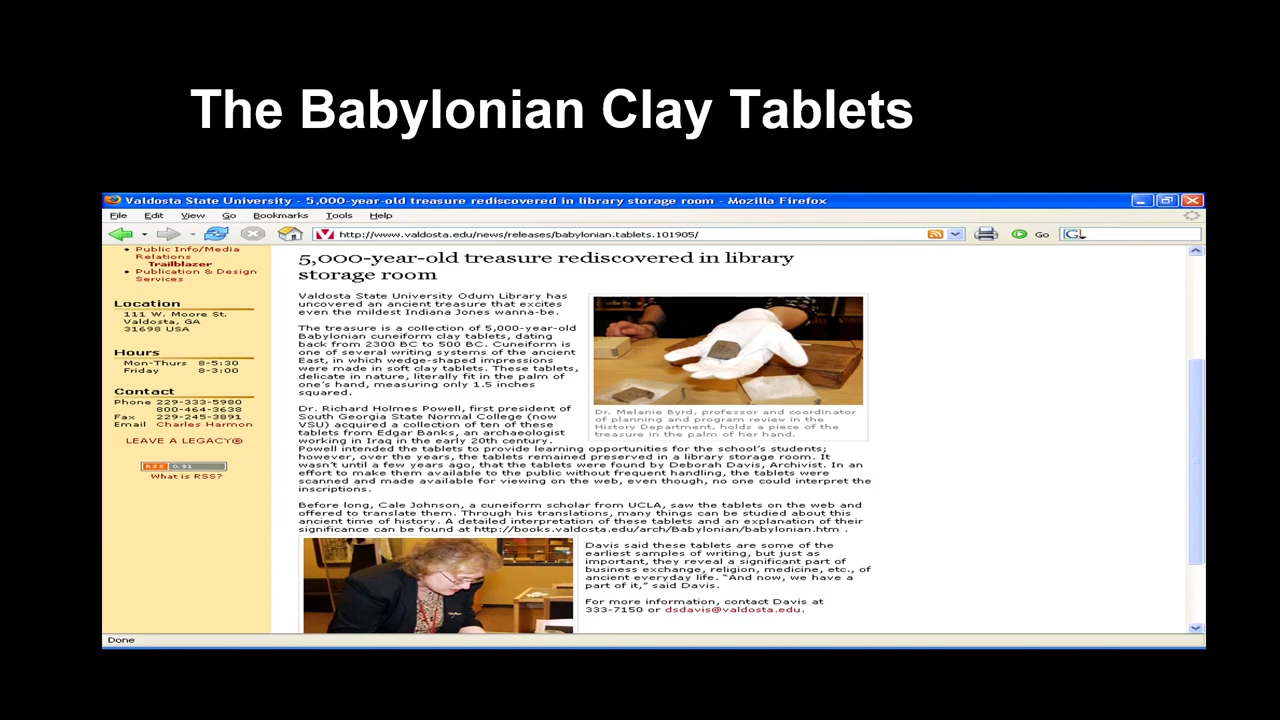 The Babylonian Clay Tablets
Valdosta State University - 5,000-year-old treasure rediscovered in library storage room - Mozilla Firefox
File Edit View Go Bookmarks Tools Help
http://www.valdosta.edu/news/releases/babylonian.tablets.101905/
Go
G
• Public Info/Media
Relations
Trailblazer
• Publication & Design
Services
Location
111 W. Moore St.
Valdosta, GA
31698 USA
Hours
Mon-Thurs 8-5:30
Friday 8-3:00
Contact
Phone 229-333-5980
800-464-3638
Fax 229-245-3891
Email Charles Harmon
LEAVE A LEGACY®
RSS 0.91
What is RSS?
5,000-year-old treasure rediscovered in library
storage room
Valdosta State University Odum Library has
uncovered an ancient treasure that excites
even the mildest Indiana Jones wanna-be.
The treasure is a collection of 5,000-year-old
Babylonian cuneiform clay tablets, dating
back from 2300 BC to 500 BC. Cuneiform is
one of several writing systems of the ancient
East, in which wedge-shaped impressions
were made in soft clay tablets. These tablets,
delicate in nature, literally fit in the palm of
one's hand, measuring only 1.5 inches
squared.
Dr. Melanie Byrd, professor and coordinator
of planning and program review in the
History Department, holds a piece of the
treasure in the palm of her hand.
Dr. Richard Holmes Powell, first president of
South Georgia State Normal College (now
VSU) acquired a collection of ten of these
tablets from Edgar Banks, an archaeologist
working in Iraq in the early 20th century.
Powell intended the tablets to provide learning opportunities for the school's students;
however, over the years, the tablets remained preserved in a library storage room. It
wasn't until a few years ago, that the tablets were found by Deborah Davis, Archivist. In an
effort to make them available to the public without frequent handling, the tablets were
scanned and made available for viewing on the web, even though, no one could interpret the
inscriptions.
Before long, Cale Johnson, a cuneiform scholar from UCLA, saw the tablets on the web and
offered to translate them. Through his translations, many things can be studied about this
ancient time of history. A detailed interpretation of these tablets and an explanation of their
significance can be found at http://books.valdosta.edu/arch/Babylonian/babylonian.htm .
Davis said these tablets are some of the
earliest samples of writing, but just as
important, they reveal a significant part of
business exchange, religion, medicine, etc., of
ancient everyday life. "And now, we have a
part of it," said Davis.
For more information, contact Davis at
333-7150 or dsdavis@valdosta.edu.
Done